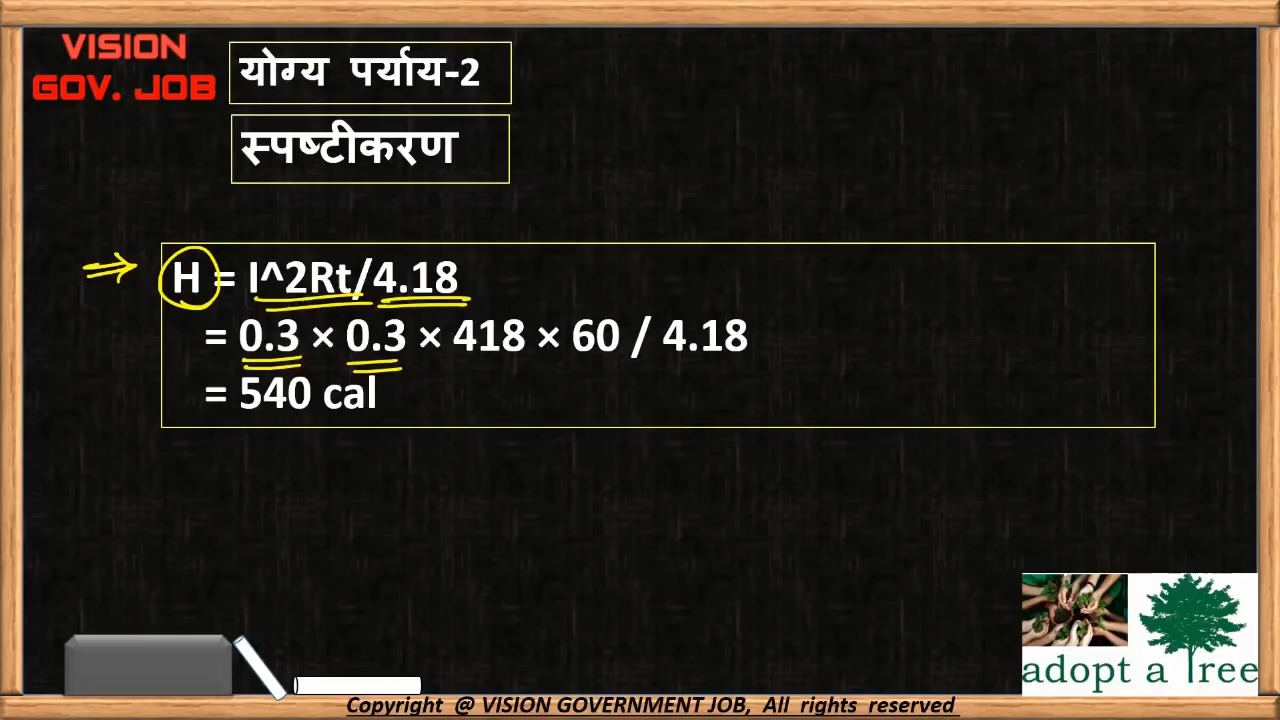 VISION
GOV. JOB
योग्य पर्याय-2
स्पष्टीकरण
H = I^2Rt/4.18
= 0.3 × 0.3 × 418 × 60 / 4.18
= 540 cal
adopt a Tree
Copyright @ VISION GOVERNMENT JOB, All rights reserved